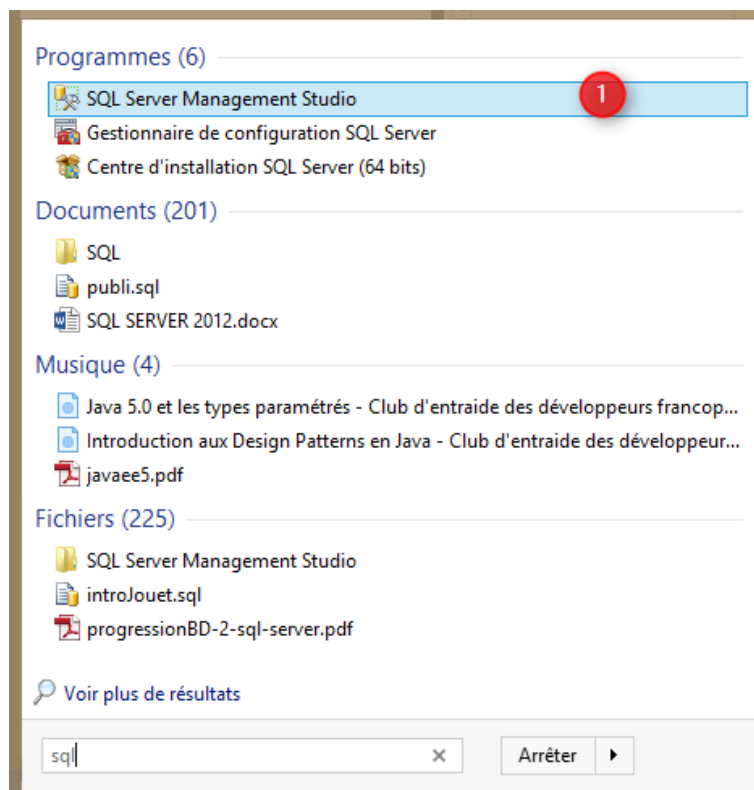 Programmes (6)
SQL Server Management Studio
1
Gestionnaire de configuration SQL Server
Centre d'installation SQL Server (64 bits)
Documents (201)
SQL
publi.sql
SQL SERVER 2012.docx
Musique (4)
Java 5.0 et les types paramétrés - Club d'entraide des développeurs francop...
Introduction aux Design Patterns en Java - Club d'entraide des développeur...
javaee5.pdf
Fichiers (225)
SQL Server Management Studio
introJouet.sql
progressionBD-2-sql-server.pdf
Voir plus de résultats
sql
Arrêter